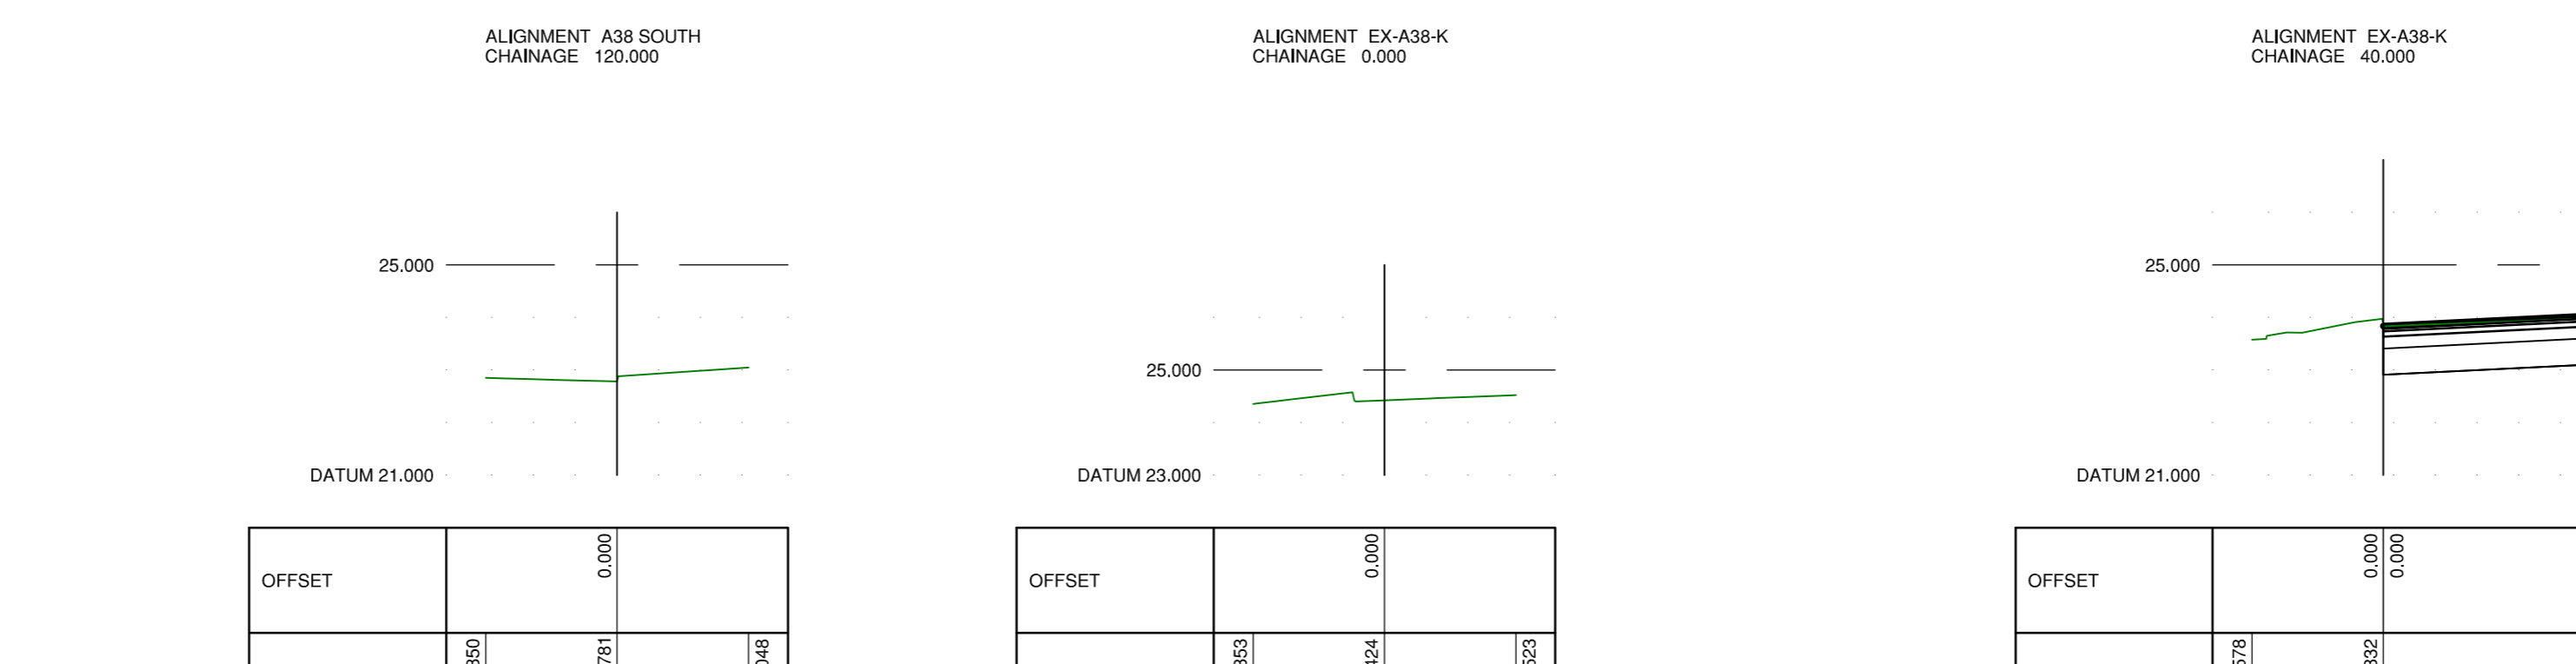 ALIGNMENT A38 SOUTH
CHAINAGE 120.000
25.000
DATUM 21.000
OFFSET
0.000
ALIGNMENT EX-A38-K
CHAINAGE 0.000
25.000
DATUM 23.000
OFFSET
0.000
ALIGNMENT EX-A38-K
CHAINAGE 40.000
25.000
DATUM 21.000
OFFSET
0.000
0.000